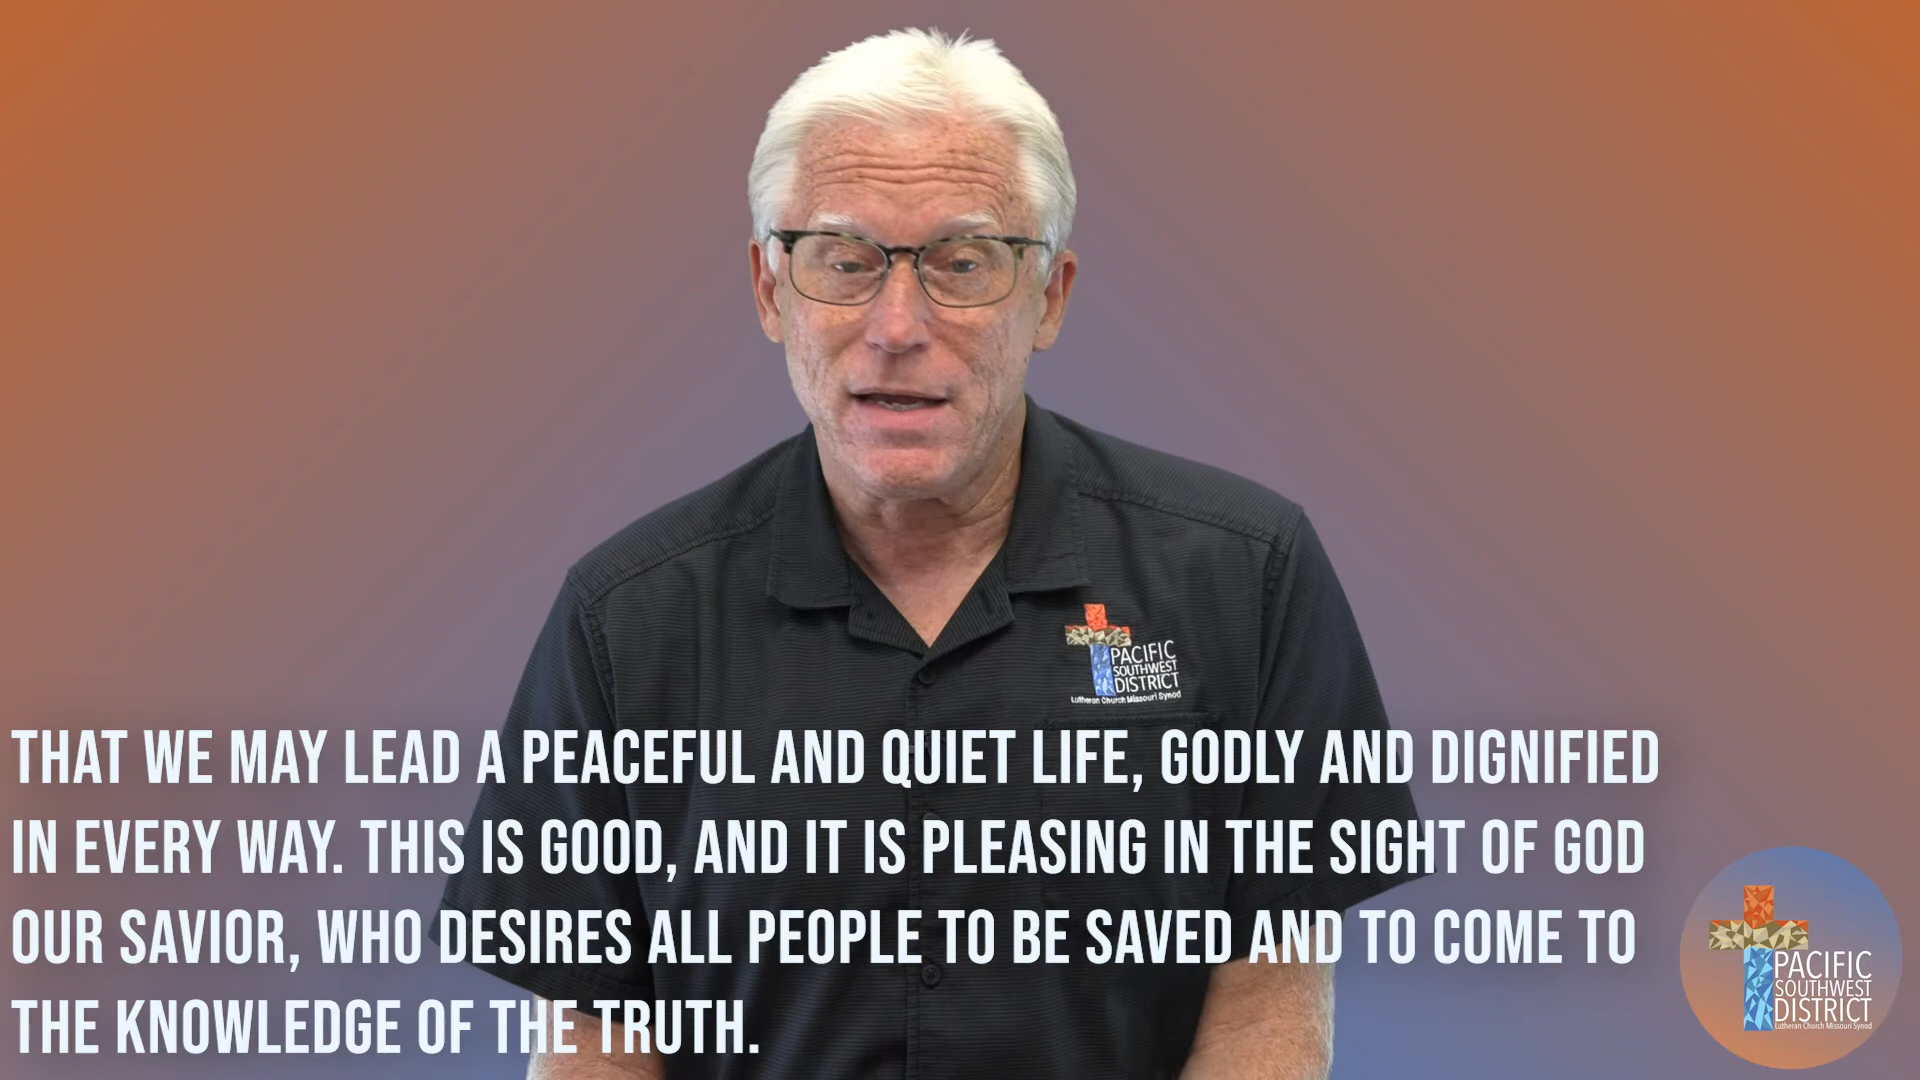 PACIFIC
SOUTHWEST
DISTRICT
Lutheran Church Missouri Synod
THAT WE MAY LEAD A PEACEFUL AND QUIET LIFE, GODLY AND DIGNIFIED
IN EVERY WAY. THIS IS GOOD, AND IT IS PLEASING IN THE SIGHT OF GOD
OUR SAVIOR, WHO DESIRES ALL PEOPLE TO BE SAVED AND TO COME TO
THE KNOWLEDGE OF THE TRUTH.
PACIFIC
SOUTHWEST
DISTRICT
Lutheran Church Missouri Synod